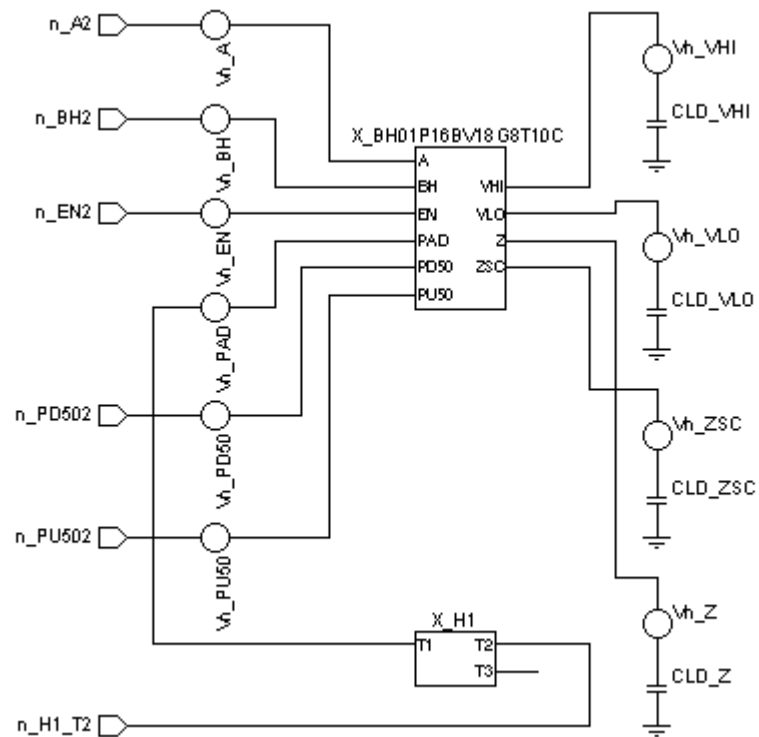 n_A2
Vh_A
Vh_VHI
CLD_VHI
n_BH2
Vh_BH
X_BH01P16BV18G8T10C
A
BH
EN
PAD
PD50
PU50
VHI
VLO
Z
ZSC
n_EN2
Vh_EN
Vh_VLO
CLD_VLO
Vh_PAD
n_PD502
Vh_PD50
Vh_ZSC
CLD_ZSC
n_PU502
Vh_PU50
X_H1
T1
T2
T3
Vh_Z
CLD_Z
n_H1_T2